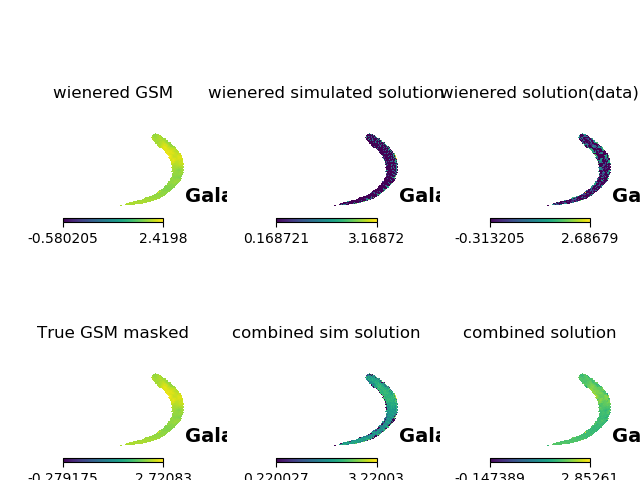 wienered GSM
wienered simulated solution
wienered solution(data)
Gala
Gala
Ga
-0.580205 2.4198
0.168721 3.16872
-0.313205 2.68679
True GSM masked
combined sim solution
combined solution
Gala
Gala
Ga
-0.279175 2.72083
0.220027 3.22003
-0.147389 2.85261